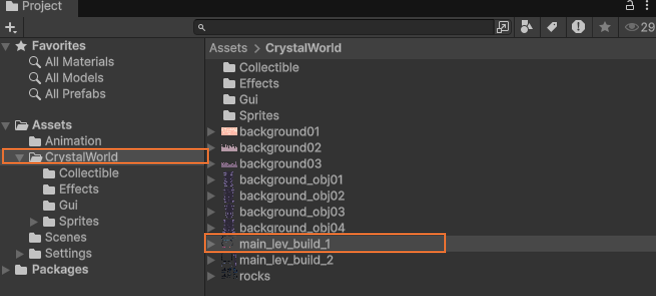 Project
29
Favorites
All Materials
All Models
All Prefabs
Assets
Animation
CrystalWorld
Collectible
Effects
Gui
Sprites
Scenes
Settings
Packages
Assets > CrystalWorld
Collectible
Effects
Gui
Sprites
background01
background02
background03
background_obj01
background_obj02
background_obj03
background_obj04
main_lev_build_1
main_lev_build_2
rocks